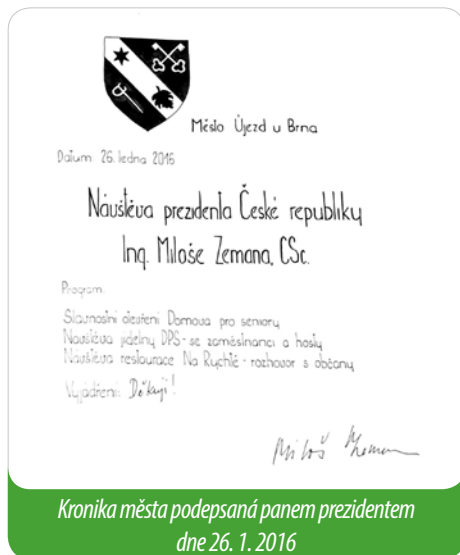 Město Újezd u Brna
Datum: 26. ledna 2016
Návštěva prezidenta České republiky
Ing. Miloše Zemana, CSc.
Program:
Slavnostní otevření Domova pro seniory
Návštěva jídelny DPS - se zaměstnanci a hosty
Návštěva restaurace Na Rychtě - rozhovor s občany
Vyjádření: Děkuji!
Miloš Zeman
Kronika města podepsaná panem prezidentem
dne 26. 1. 2016